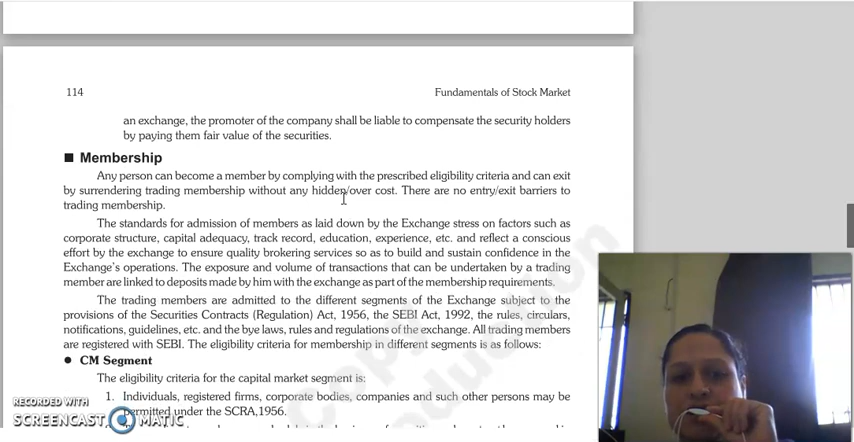 114 Fundamentals of Stock Market
an exchange, the promoter of the company shall be liable to compensate the security holders
by paying them fair value of the securities.
■ Membership
Any person can become a member by complying with the prescribed eligibility criteria and can exit
by surrendering trading membership without any hidden/over cost. There are no entry/exit barriers to
trading membership.
The standards for admission of members as laid down by the Exchange stress on factors such as
corporate structure, capital adequacy, track record, education, experience, etc. and reflect a conscious
effort by the exchange to ensure quality brokering services so as to build and sustain confidence in the
Exchange's operations. The exposure and volume of transactions that can be undertaken by a trading
member are linked to deposits made by him with the exchange as part of the membership requirements.
The trading members are admitted to the different segments of the Exchange subject to the
provisions of the Securities Contracts (Regulation) Act, 1956, the SEBI Act, 1992, the rules, circulars,
notifications, guidelines, etc. and the bye laws, rules and regulations of the exchange. All trading members
are registered with SEBI. The eligibility criteria for membership in different segments is as follows:
● CM Segment
The eligibility criteria for the capital market segment is:
1. Individuals, registered firms, corporate bodies, companies and such other persons may be
permitted under the SCRA,1956.
RECORDED WITH
SCREENCAST MATIC